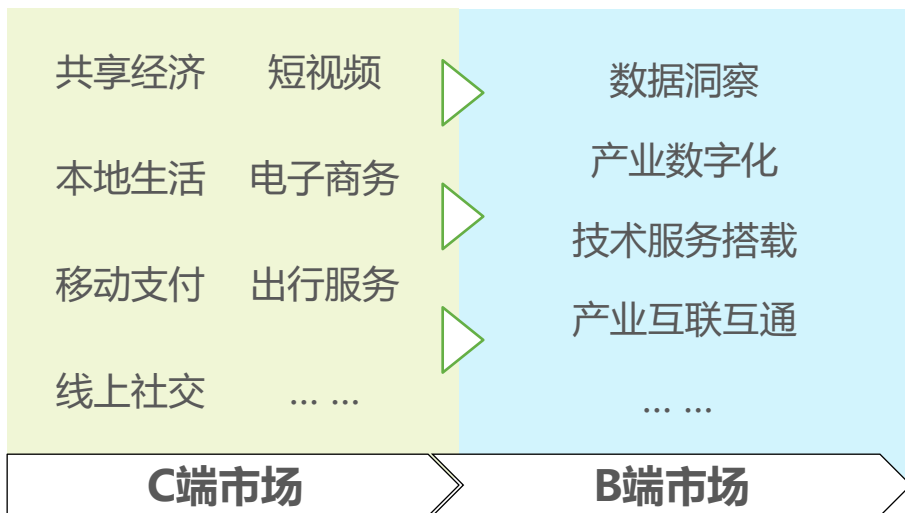 共享经济 短视频
本地生活 电子商务
移动支付 出行服务
线上社交 ... ...
数据洞察
产业数字化
技术服务搭载
产业互联互通
... ...
C端市场
B端市场